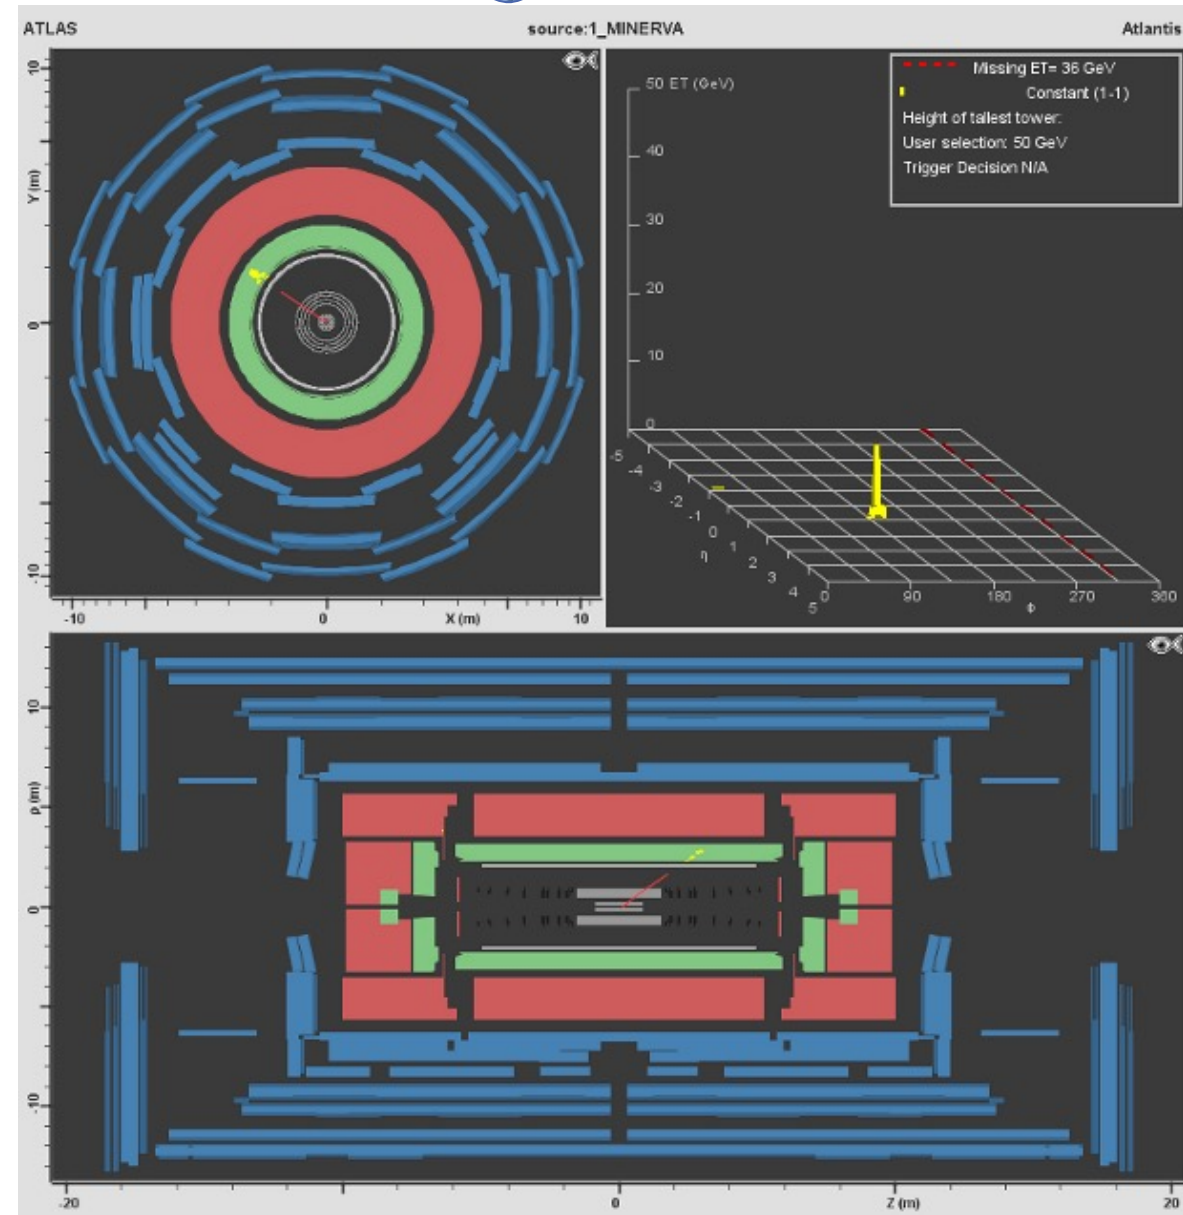 ATLAS source:1_MINERVA Atlantis
10
Y (m)
0
-10
-10 0 X (m) 10
50 ET (GeV)
40
30
20
10
0
-5
-4
-3
-2
-1
0
η
1
2
3
4
5
0 90 180 270 360
Φ
Missing ET= 36 GeV
Constant (1-1)
Height of tallest tower:
User selection: 50 GeV
Trigger Decision N/A
10
ρ (m)
0
-10
-20 0 Z (m) 20